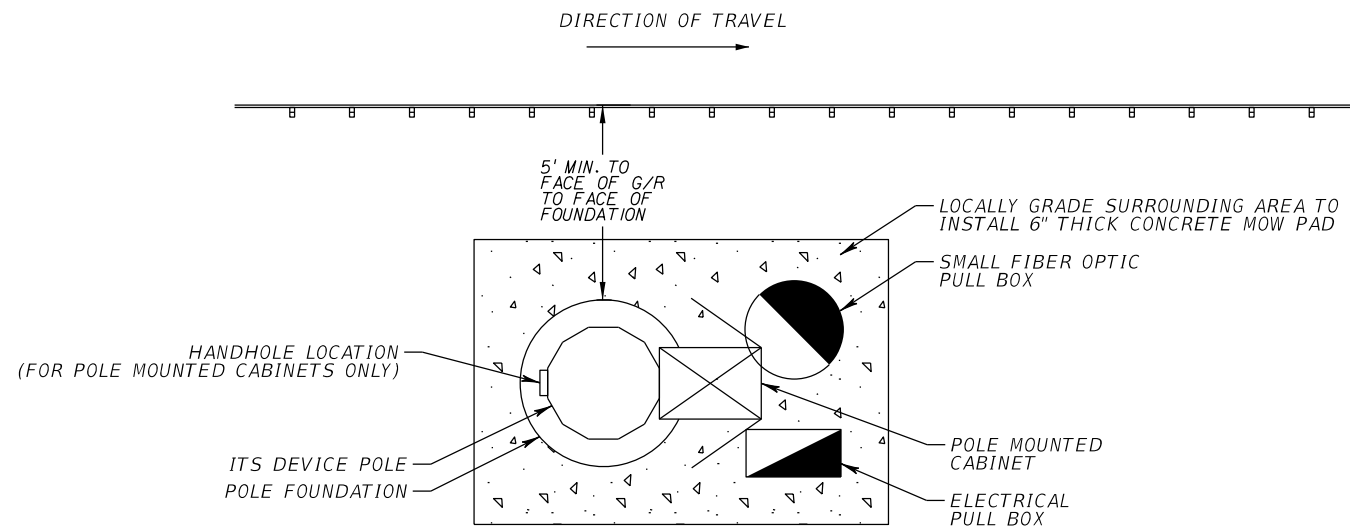 DIRECTION OF TRAVEL
5' MIN. TO
FACE OF G/R
TO FACE OF
FOUNDATION
LOCALLY GRADE SURROUNDING AREA TO
INSTALL 6" THICK CONCRETE MOW PAD
SMALL FIBER OPTIC
PULL BOX
HANDHOLE LOCATION
(FOR POLE MOUNTED CABINETS ONLY)
ITS DEVICE POLE
POLE FOUNDATION
POLE MOUNTED
CABINET
ELECTRICAL
PULL BOX